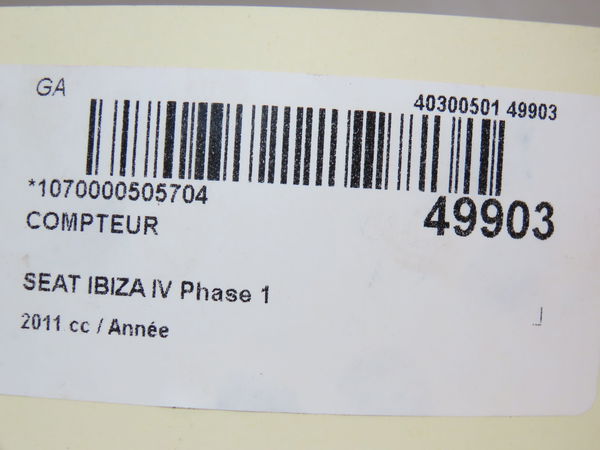 GA
40300501 49903
*1070000505704
49903
COMPTEUR
SEAT IBIZA IV Phase 1
2011 cc / Année